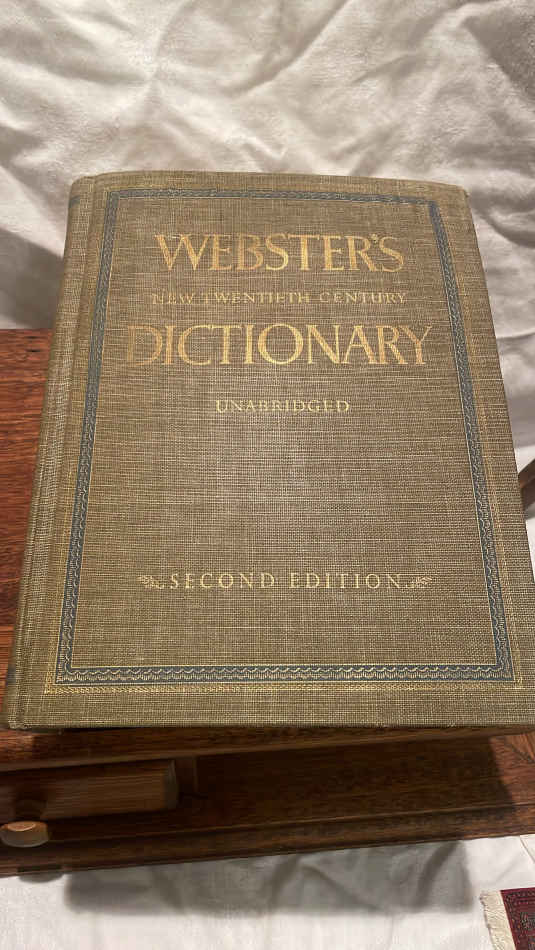 WEBSTER'S
NEW TWENTIETH CENTURY
DICTIONARY
UNABRIDGED
SECOND EDITION